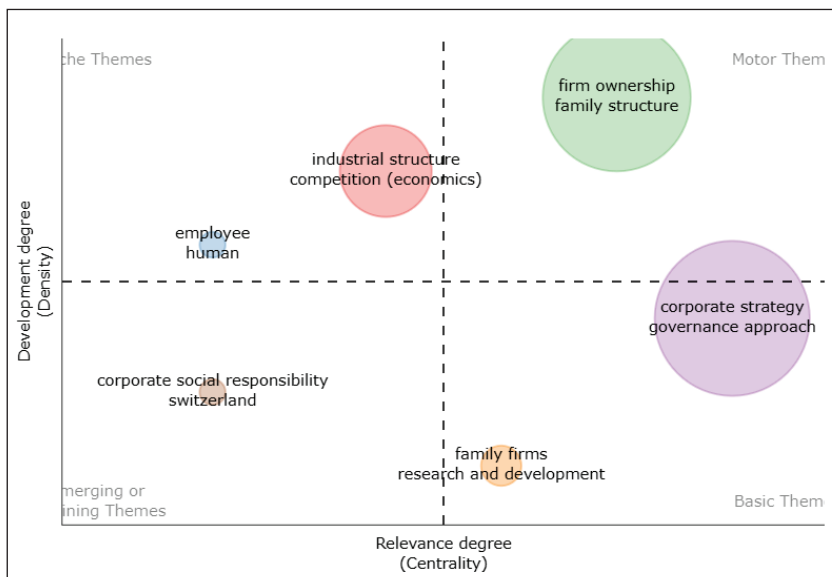 che Themes
Motor Them
firm ownership
family structure
industrial structure
competition (economics)
employee
human
Development degree
(Density)
corporate strategy
governance approach
corporate social responsibility
switzerland
family firms
research and development
merging or
ining Themes
Basic Theme
Relevance degree
(Centrality)